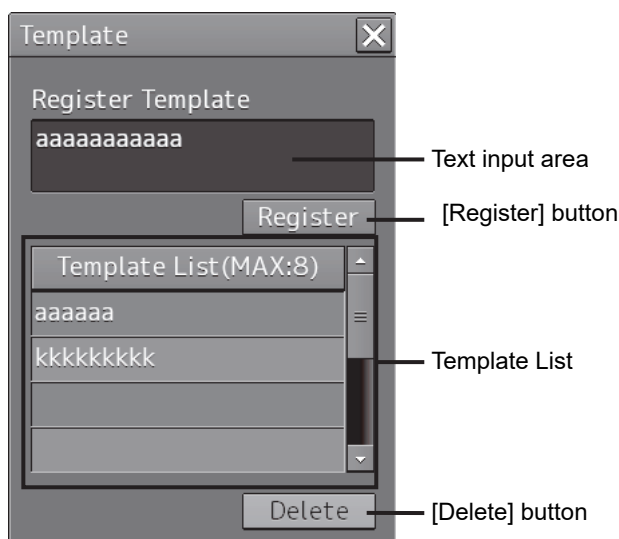 Template
Register Template
aaaaaaaaaaa
Text input area
Register
[Register] button
Template List(MAX:8)
aaaaaa
kkkkkkkkk
Template List
Delete
[Delete] button